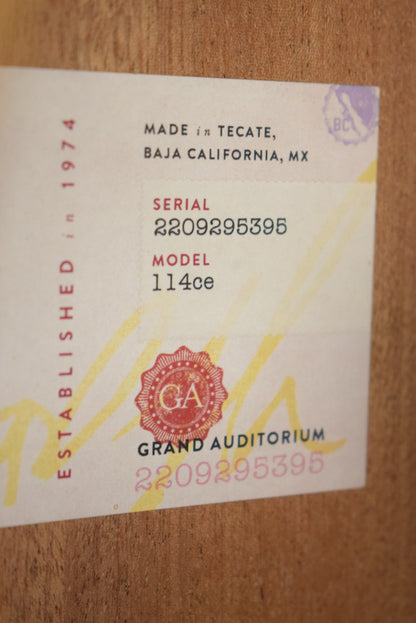 ESTABLISHED in 1974
MADE in TECATE,
BAJA CALIFORNIA, MX
BC
SERIAL
2209295395
MODEL
114ce
GA
GRAND AUDITORIUM
2209295395